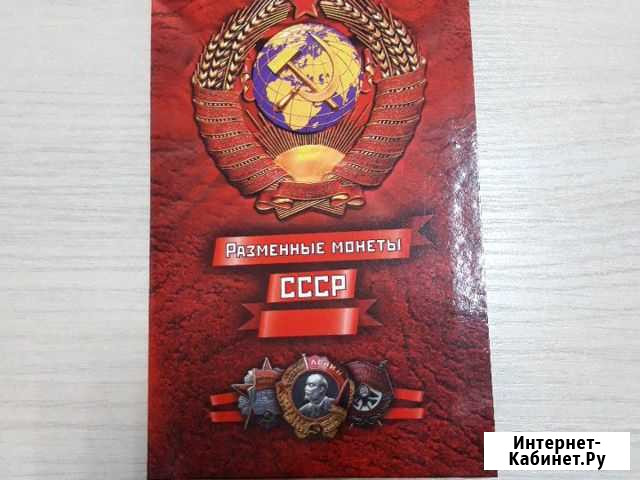 Разменные монеты
СССР
ЛЕНИН
Интернет-
Кабинет.Ру